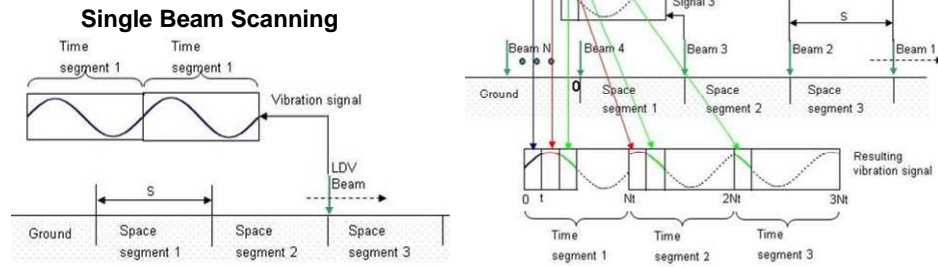 Single Beam Scanning
Time
segment 1
Time
segment 1
Vibration signal
LDV
Beam
S
Ground
Space
segment 1
Space
segment 2
Space
segment 3
Signal 3
S
Beam N
Beam 4
Beam 3
Beam 2
Beam 1
Ground
0
Space
segment 1
Space
segment 2
Space
segment 3
Resulting
vibration signal
0 t Nt 2Nt 3Nt
Time
segment 1
Time
segment 2
Time
segment 3